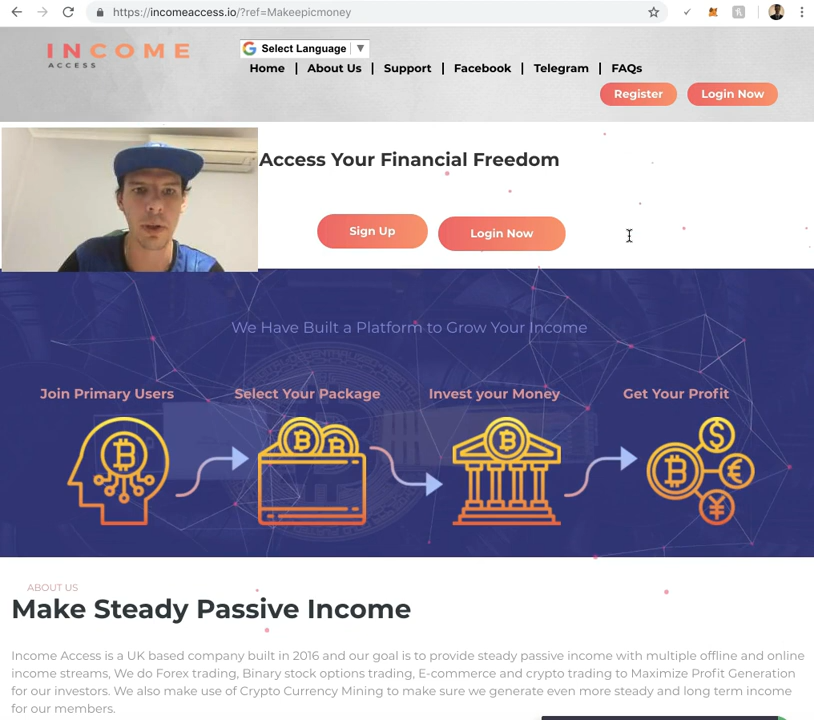 https://incomeaccess.io/?ref=Makeepicmoney
INCOME
ACCESS
Select Language ▼
Home | About Us | Support | Facebook | Telegram | FAQs
Register
Login Now
Access Your Financial Freedom
Sign Up
Login Now
We Have Built a Platform to Grow Your Income
Join Primary Users
Select Your Package
Invest your Money
Get Your Profit
ABOUT US
Make Steady Passive Income
Income Access is a UK based company built in 2016 and our goal is to provide steady passive income with multiple offline and online
income streams, We do Forex trading, Binary stock options trading, E-commerce and crypto trading to Maximize Profit Generation
for our investors. We also make use of Crypto Currency Mining to make sure we generate even more steady and long term income
for our members.